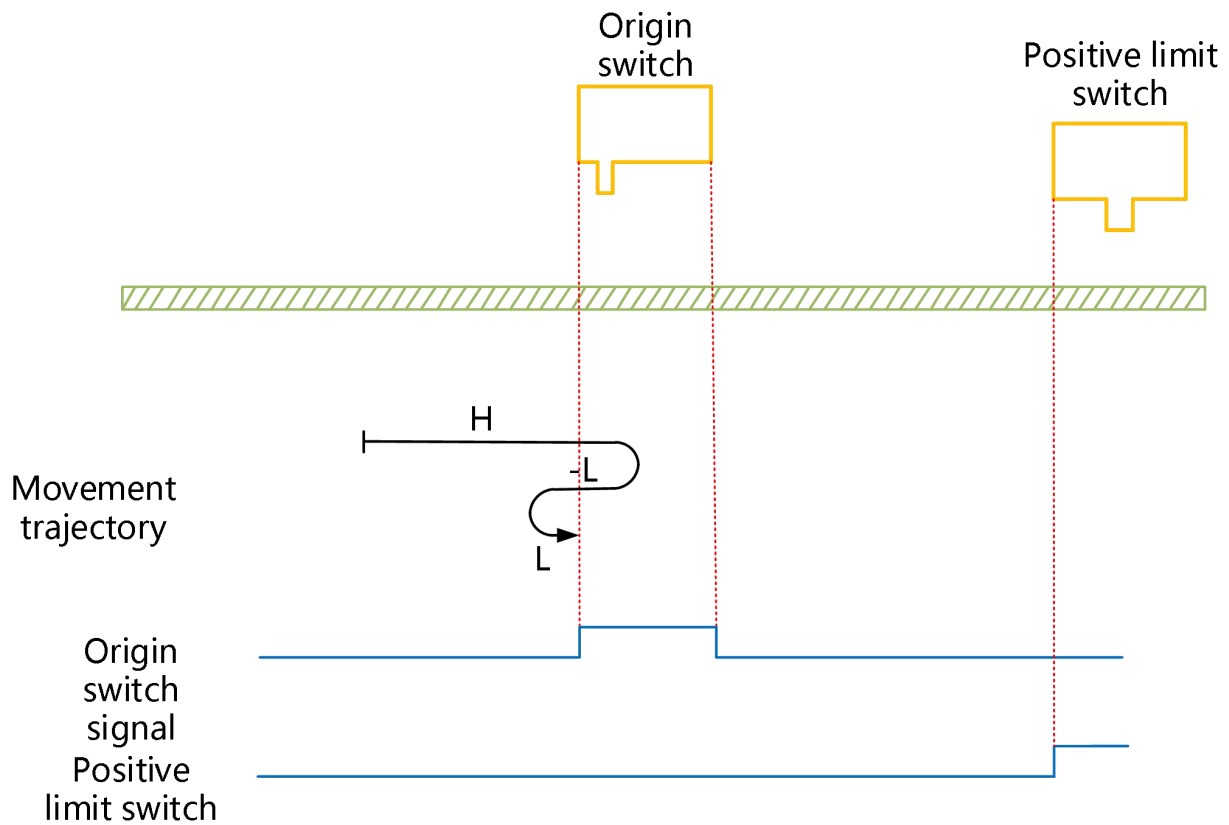 Origin
switch
Positive limit
switch
H
-L
Movement
trajectory
L
Origin
switch
signal
Positive
limit switch